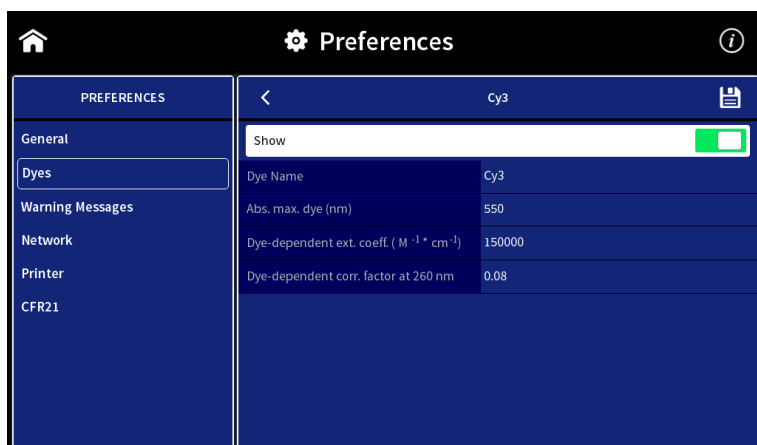 Preferences
i
PREFERENCES
Cy3
General
Show
Dyes
Dye Name Cy3
Warning Messages
Abs. max. dye (nm) 550
Network
Dye-dependent ext. coeff. ( M -1 * cm-1) 150000
Printer
Dye-dependent corr. factor at 260 nm 0.08
CFR21